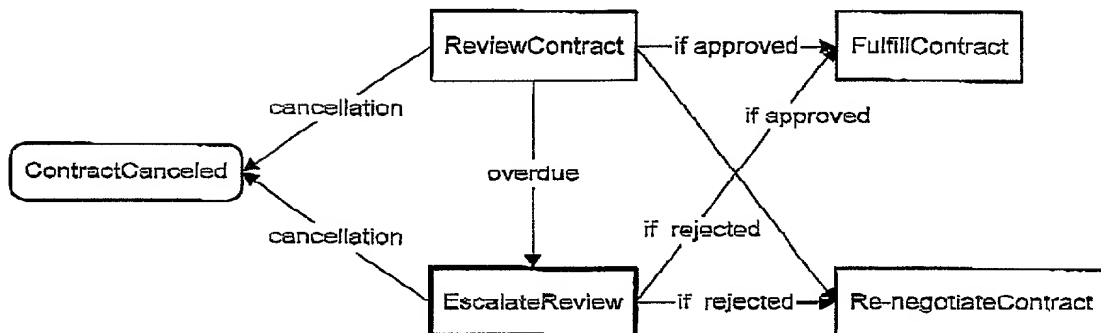 ReviewContract
if approved
FulfillContract
cancellation
if approved
ContractCanceled
overdue
cancellation
if rejected
EscalateReview
if rejected
Re-negotiateContract